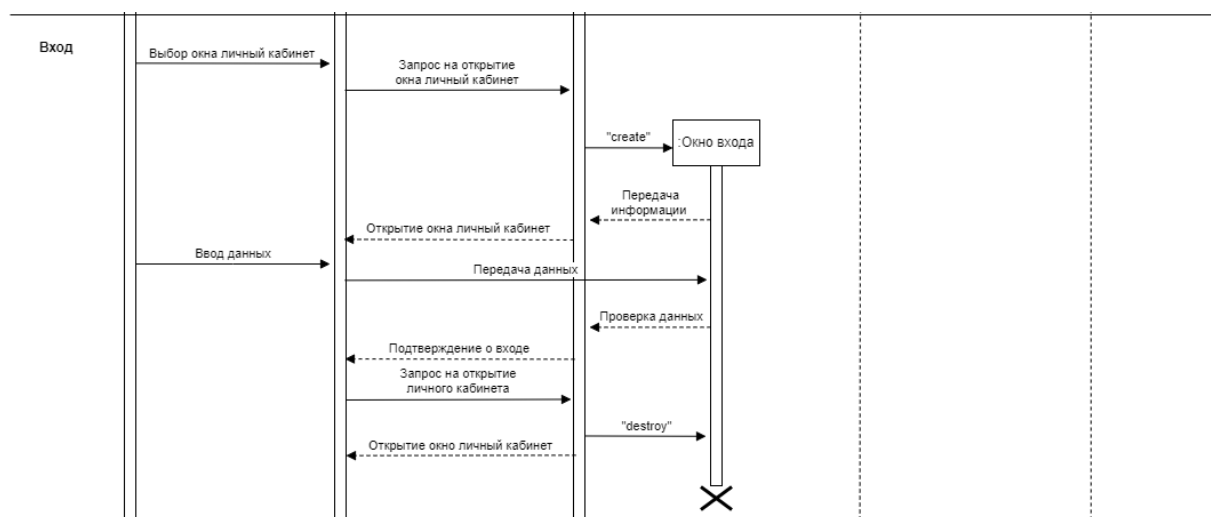 Вход
Выбор окна личный кабинет
Запрос на открытие
окна личный кабинет
"create"
:Окно входа
Передача
информации
Открытие окна личный кабинет
Ввод данных
Передача данных
Проверка данных
Подтверждение о входе
Запрос на открытие
личного кабинета
"destroy"
Открытие окно личный кабинет